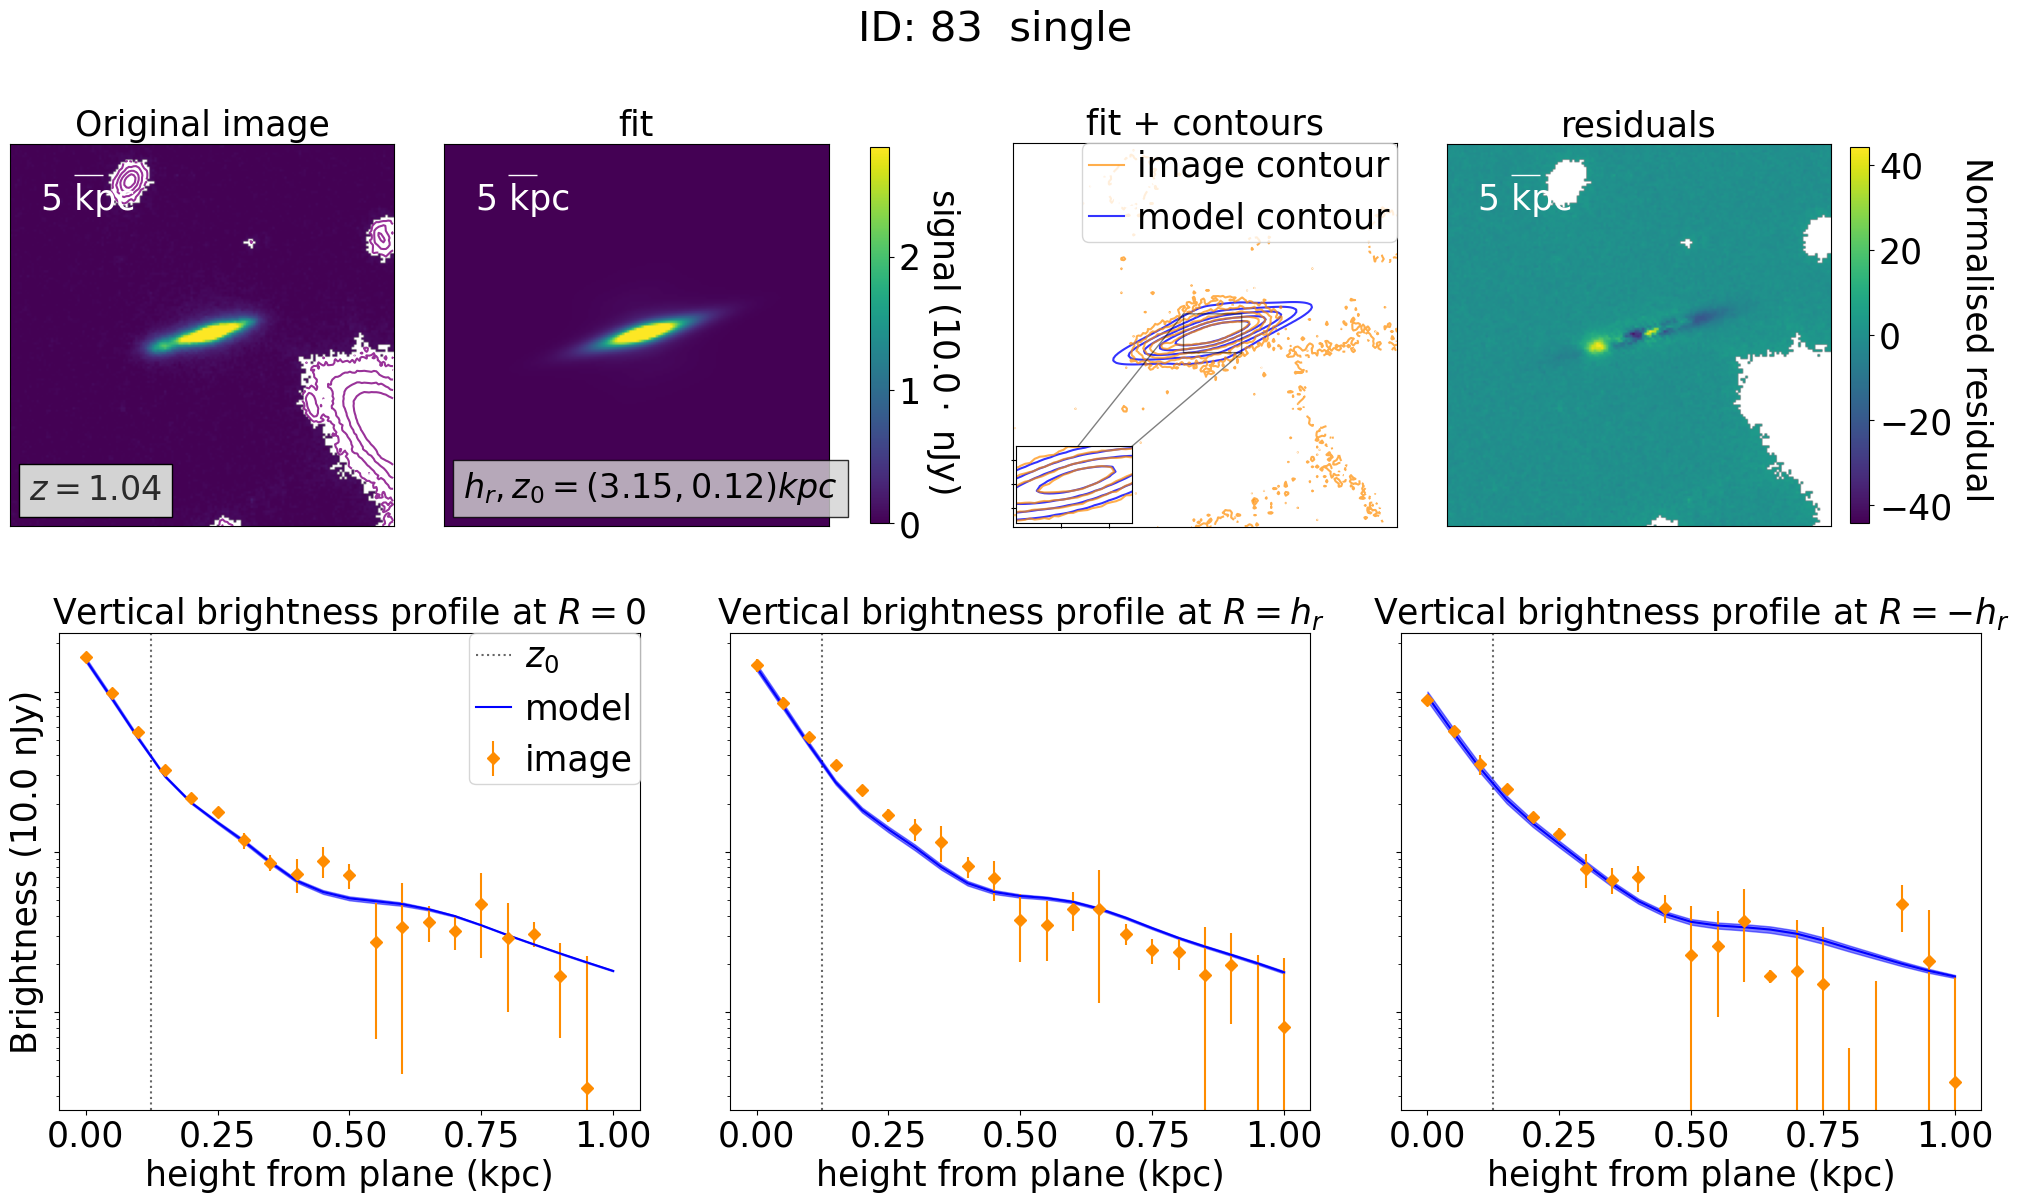 ID: 83  single
Original image
fit
fit + contours
residuals
5 kpc
z = 1.04
5 kpc
h_r, z_0 = (3.15, 0.12)kpc
2
1
0
signal (10.0 · nJy)
image contour
model contour
5 kpc
40
20
0
−20
−40
Normalised residual
Vertical brightness profile at R = 0
z_0
model
image
Brightness (10.0 nJy)
0.00 0.25 0.50 0.75 1.00
height from plane (kpc)
Vertical brightness profile at R = h_r
0.00 0.25 0.50 0.75 1.00
height from plane (kpc)
Vertical brightness profile at R = −h_r
0.00 0.25 0.50 0.75 1.00
height from plane (kpc)